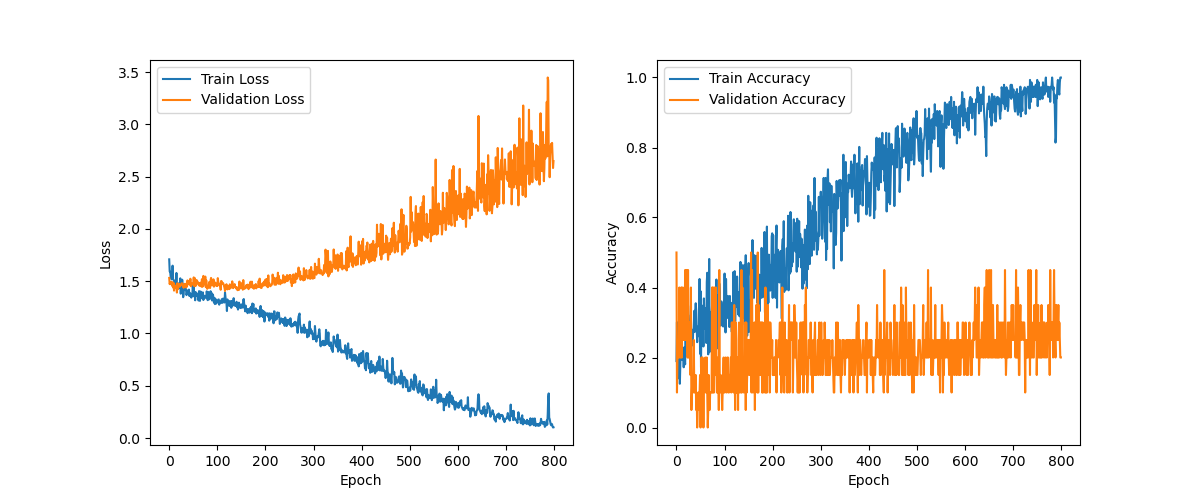 Train Loss
Validation Loss
3.5
3.0
2.5
2.0
1.5
1.0
0.5
0.0
Loss
0 100 200 300 400 500 600 700 800
Epoch
Train Accuracy
Validation Accuracy
1.0
0.8
0.6
0.4
0.2
0.0
Accuracy
0 100 200 300 400 500 600 700 800
Epoch